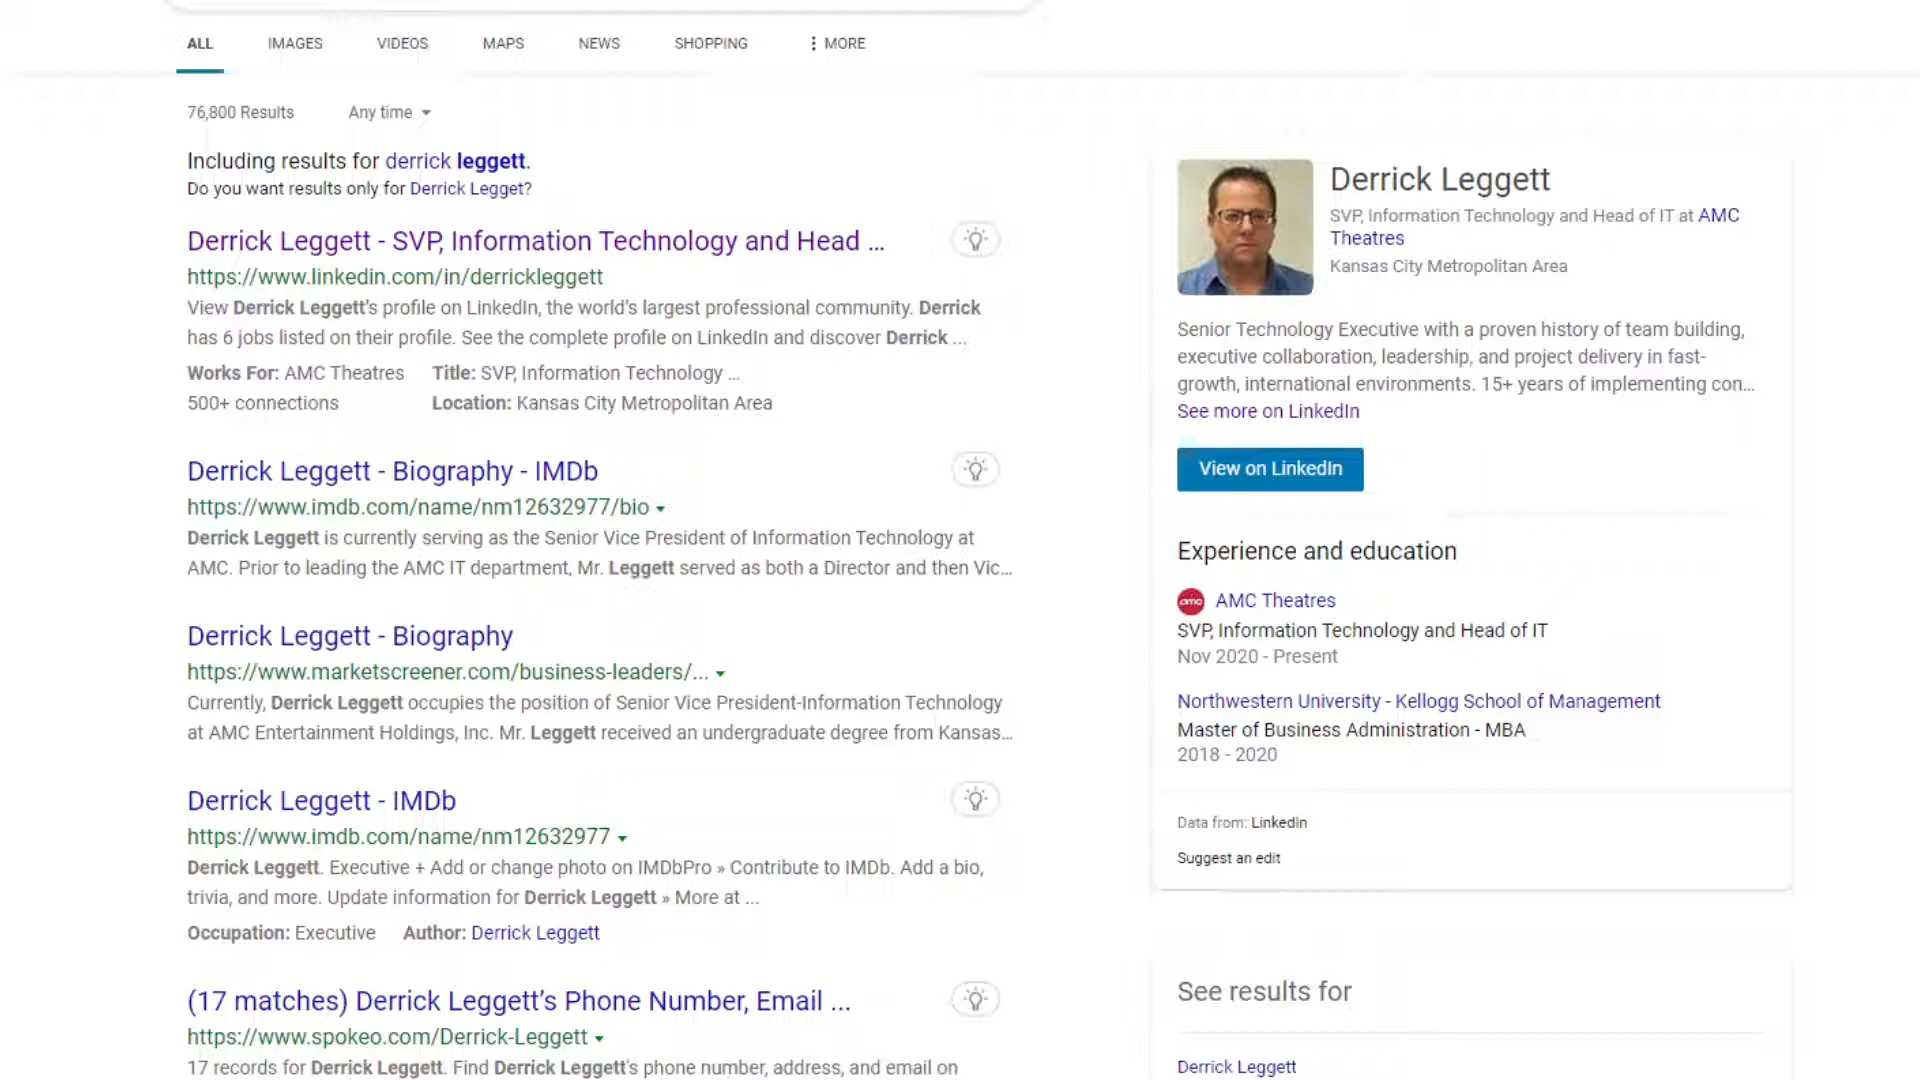 ALL IMAGES VIDEOS MAPS NEWS SHOPPING MORE
76,800 Results Any time
Including results for derrick leggett.
Do you want results only for Derrick Legget?
Derrick Leggett - SVP, Information Technology and Head ...
https://www.linkedin.com/in/derrickleggett
View Derrick Leggett's profile on LinkedIn, the world's largest professional community. Derrick
has 6 jobs listed on their profile. See the complete profile on LinkedIn and discover Derrick ...
Works For: AMC Theatres Title: SVP, Information Technology ...
500+ connections Location: Kansas City Metropolitan Area
Derrick Leggett - Biography - IMDb
https://www.imdb.com/name/nm12632977/bio
Derrick Leggett is currently serving as the Senior Vice President of Information Technology at
AMC. Prior to leading the AMC IT department, Mr. Leggett served as both a Director and then Vic...
Derrick Leggett - Biography
https://www.marketscreener.com/business-leaders/...
Currently, Derrick Leggett occupies the position of Senior Vice President-Information Technology
at AMC Entertainment Holdings, Inc. Mr. Leggett received an undergraduate degree from Kansas...
Derrick Leggett - IMDb
https://www.imdb.com/name/nm12632977
Derrick Leggett. Executive + Add or change photo on IMDbPro » Contribute to IMDb. Add a bio,
trivia, and more. Update information for Derrick Leggett » More at ...
Occupation: Executive Author: Derrick Leggett
(17 matches) Derrick Leggett's Phone Number, Email ...
https://www.spokeo.com/Derrick-Leggett
17 records for Derrick Leggett. Find Derrick Leggett's phone number, address, and email on
Derrick Leggett
SVP, Information Technology and Head of IT at AMC
Theatres
Kansas City Metropolitan Area
Senior Technology Executive with a proven history of team building,
executive collaboration, leadership, and project delivery in fast-
growth, international environments. 15+ years of implementing con...
See more on LinkedIn
View on LinkedIn
Experience and education
amc AMC Theatres
SVP, Information Technology and Head of IT
Nov 2020 - Present
Northwestern University - Kellogg School of Management
Master of Business Administration - MBA
2018 - 2020
Data from: LinkedIn
Suggest an edit
See results for
Derrick Leggett